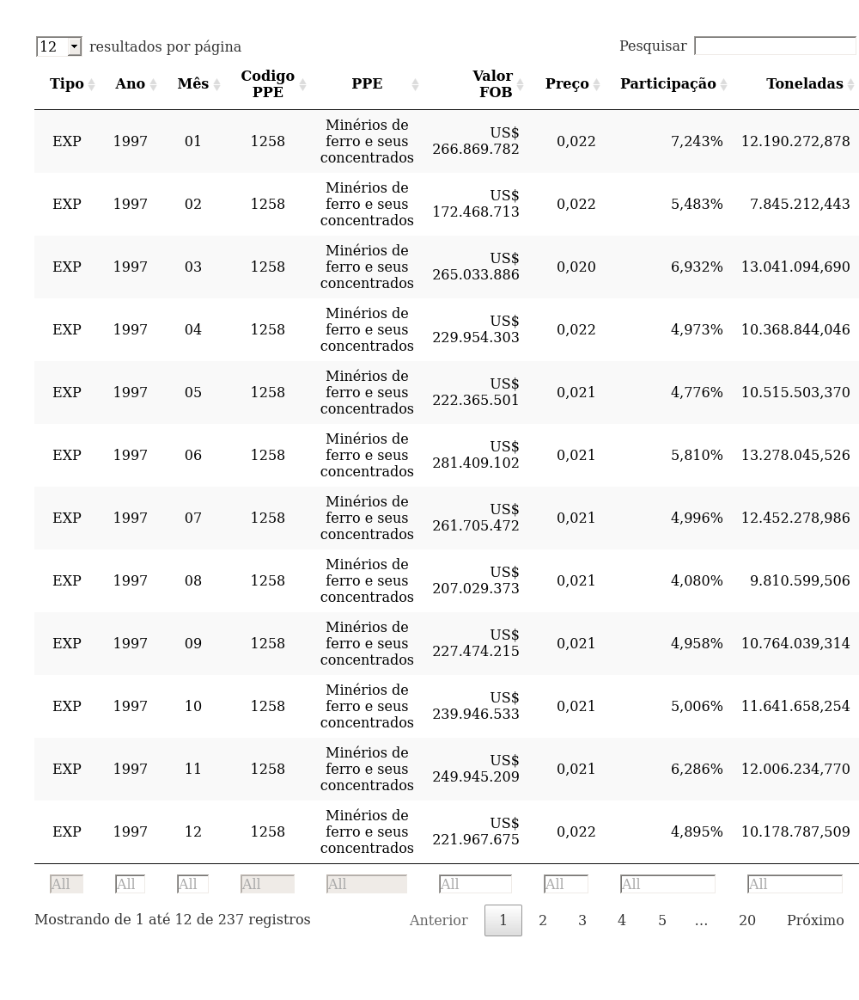 12 resultados por página Pesquisar
Tipo Ano Mês Codigo PPE PPE Valor FOB Preço Participação Toneladas
EXP 1997 01 1258 Minérios de ferro e seus concentrados US$ 266.869.782 0,022 7,243% 12.190.272,878
EXP 1997 02 1258 Minérios de ferro e seus concentrados US$ 172.468.713 0,022 5,483% 7.845.212,443
EXP 1997 03 1258 Minérios de ferro e seus concentrados US$ 265.033.886 0,020 6,932% 13.041.094,690
EXP 1997 04 1258 Minérios de ferro e seus concentrados US$ 229.954.303 0,022 4,973% 10.368.844,046
EXP 1997 05 1258 Minérios de ferro e seus concentrados US$ 222.365.501 0,021 4,776% 10.515.503,370
EXP 1997 06 1258 Minérios de ferro e seus concentrados US$ 281.409.102 0,021 5,810% 13.278.045,526
EXP 1997 07 1258 Minérios de ferro e seus concentrados US$ 261.705.472 0,021 4,996% 12.452.278,986
EXP 1997 08 1258 Minérios de ferro e seus concentrados US$ 207.029.373 0,021 4,080% 9.810.599,506
EXP 1997 09 1258 Minérios de ferro e seus concentrados US$ 227.474.215 0,021 4,958% 10.764.039,314
EXP 1997 10 1258 Minérios de ferro e seus concentrados US$ 239.946.533 0,021 5,006% 11.641.658,254
EXP 1997 11 1258 Minérios de ferro e seus concentrados US$ 249.945.209 0,021 6,286% 12.006.234,770
EXP 1997 12 1258 Minérios de ferro e seus concentrados US$ 221.967.675 0,022 4,895% 10.178.787,509
All All All All All All All All All
Mostrando de 1 até 12 de 237 registros Anterior 1 2 3 4 5 … 20 Próximo